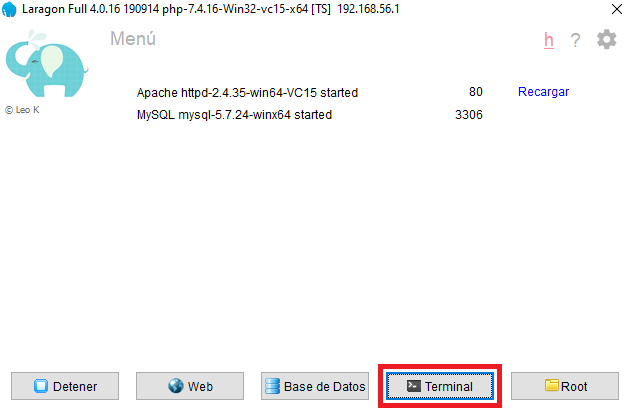 Laragon Full 4.0.16 190914 php-7.4.16-Win32-vc15-x64 [TS] 192.168.56.1
Menú h ?
© Leo K
Apache httpd-2.4.35-win64-VC15 started 80 Recargar
MySQL mysql-5.7.24-winx64 started 3306
Detener Web Base de Datos Terminal Root